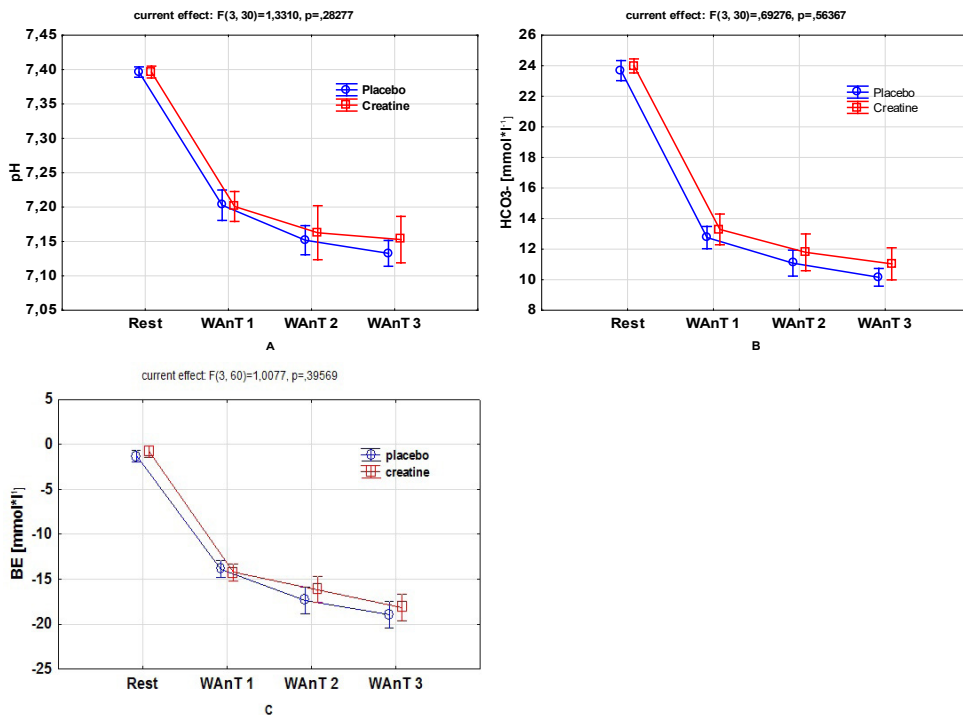 current effect: F(3, 30)=1,3310, p=,28277
7,45
7,40
7,35
7,30
7,25
7,20
7,15
7,10
7,05
pH
Placebo
Creatine
Rest WAnT 1 WAnT 2 WAnT 3
A
current effect: F(3, 30)=,69276, p=,56367
26
24
22
20
18
16
14
12
10
8
HCO3- [mmol*l⁻¹]
Placebo
Creatine
Rest WAnT 1 WAnT 2 WAnT 3
B
current effect: F(3, 60)=1,0077, p=,39569
5
0
-5
-10
-15
-20
-25
BE [mmol*l⁻¹]
placebo
creatine
Rest WAnT 1 WAnT 2 WAnT 3
C